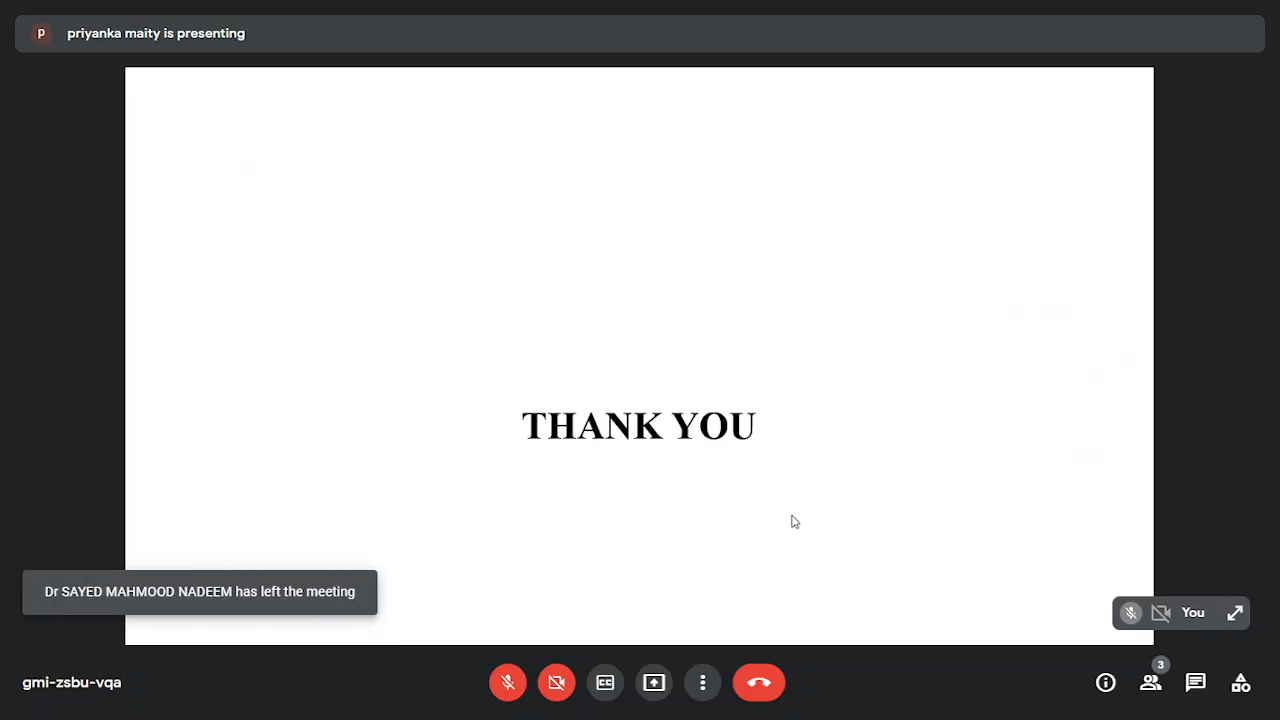 p
priyanka maity is presenting
THANK YOU
Dr SAYED MAHMOOD NADEEM has left the meeting
You
gmi-zsbu-vqa
CC
3